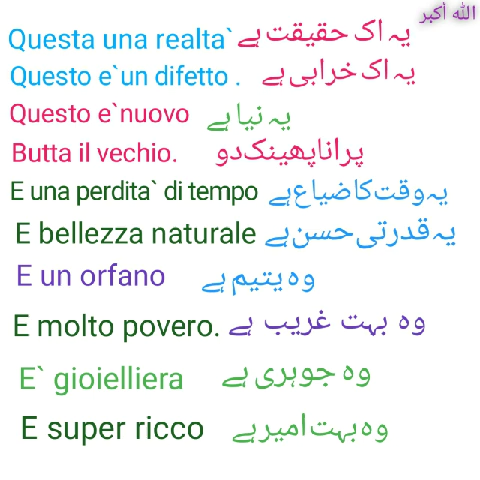 الله أكبر
Questa una realta` یہ اک حقیقت ہے
Questo e`un difetto . یہ اک خرابی ہے
Questo e`nuovo یہ نیا ہے
Butta il vechio. پرانا پھینک دو
E una perdita` di tempo یہ وقت کا ضیاع ہے
E bellezza naturale یہ قدرتی حسن ہے
E un orfano وہ یتیم ہے
E molto povero. وہ بہت غریب ہے
E` gioielliera وہ جوہری ہے
E super ricco وہ بہت امیر ہے